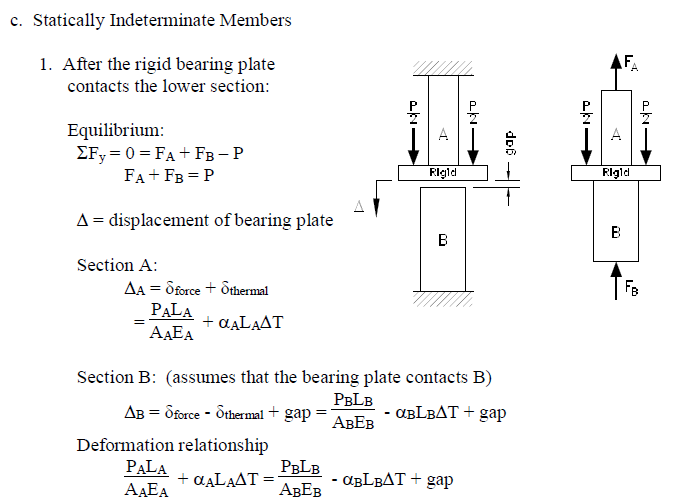 c. Statically Indeterminate Members
1. After the rigid bearing plate
contacts the lower section:
Equilibrium:
ΣFy = 0 = FA + FB – P
FA + FB = P
Δ = displacement of bearing plate
Section A:
ΔA = δforce + δthermal
= PALA / AAEA + αALAΔT
Section B: (assumes that the bearing plate contacts B)
ΔB = δforce - δthermal + gap = PBLB / ABEB - αBLBΔT + gap
Deformation relationship
PALA / AAEA + αALAΔT = PBLB / ABEB - αBLBΔT + gap
P/2
P/2
A
gap
Rigid
Δ
B
FA
P/2
P/2
A
Rigid
B
FB